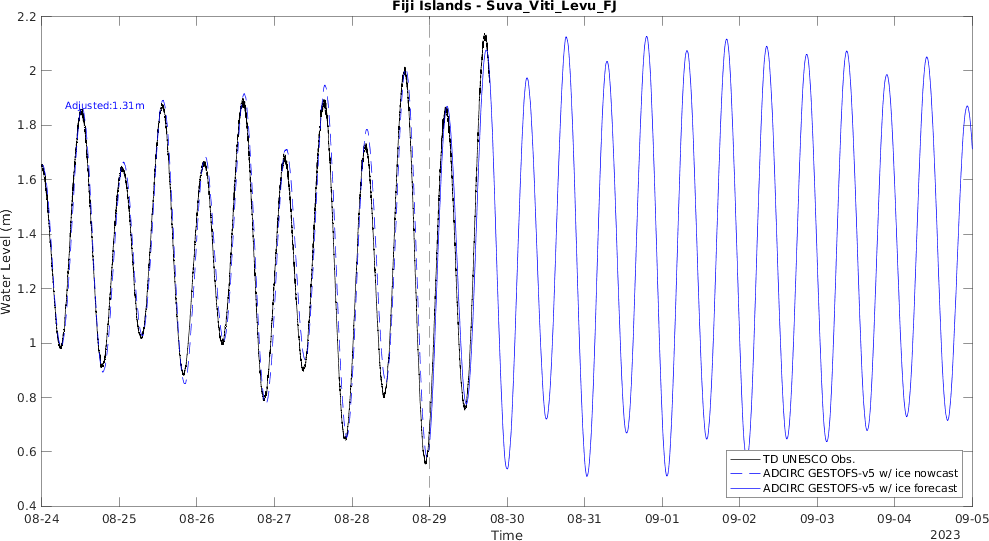 Fiji Islands - Suva_Viti_Levu_FJ
2.2
2
1.8
1.6
1.4
1.2
1
0.8
0.6
0.4
Water Level (m)
Adjusted:1.31m
TD UNESCO Obs.
ADCIRC GESTOFS-v5 w/ ice nowcast
ADCIRC GESTOFS-v5 w/ ice forecast
08-24 08-25 08-26 08-27 08-28 08-29 08-30 08-31 09-01 09-02 09-03 09-04 09-05
Time
2023